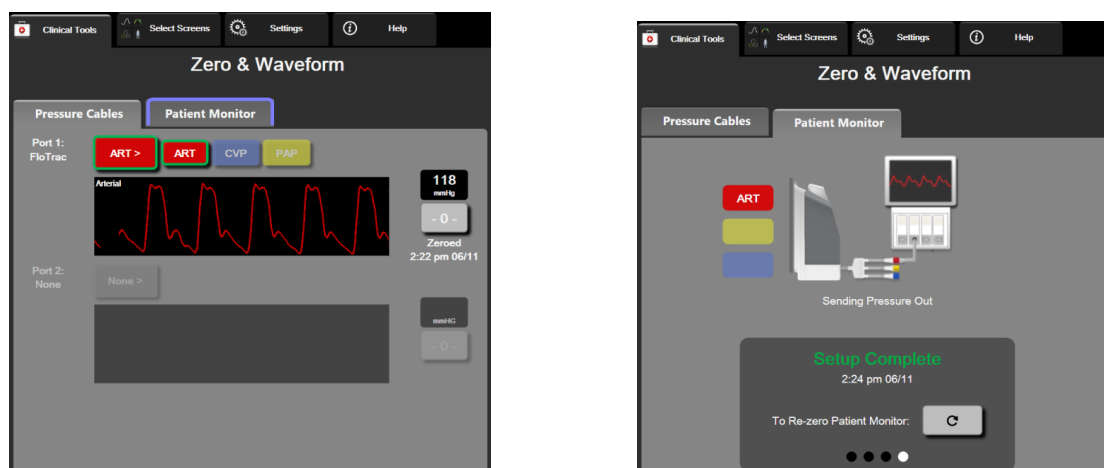 Clinical Tools Select Screens Settings Help
Zero & Waveform
Pressure Cables Patient Monitor
Port 1:
FloTrac
ART > ART CVP PAP
Arterial
118
mmHg
- 0 -
Zeroed
2:22 pm 06/11
Port 2:
None
None >
mmHG
- 0 -
Clinical Tools Select Screens Settings Help
Zero & Waveform
Pressure Cables Patient Monitor
ART
Sending Pressure Out
Setup Complete
2:24 pm 06/11
To Re-zero Patient Monitor: